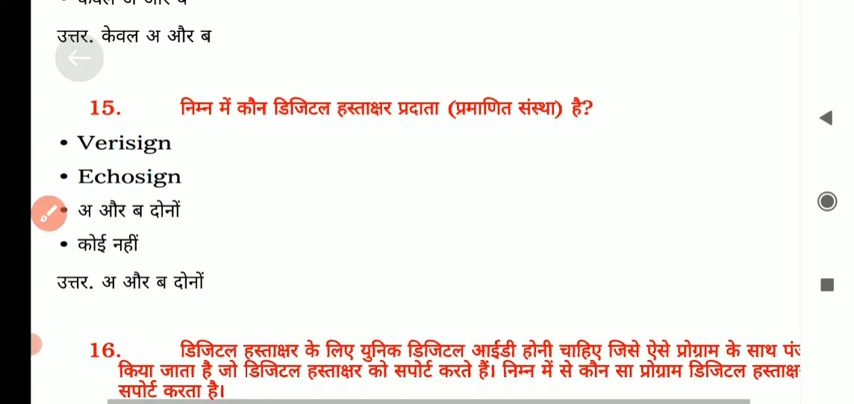 उत्तर. केवल अ और ब
15. निम्न में कौन डिजिटल हस्ताक्षर प्रदाता (प्रमाणित संस्था) है?
• Verisign
• Echosign
• अ और ब दोनों
• कोई नहीं
उत्तर. अ और ब दोनों
16. डिजिटल हस्ताक्षर के लिए युनिक डिजिटल आईडी होनी चाहिए जिसे ऐसे प्रोग्राम के साथ
किया जाता है जो डिजिटल हस्ताक्षर को सपोर्ट करते हैं। निम्न में से कौन सा प्रोग्राम डिजिटल
सपोर्ट करता है।